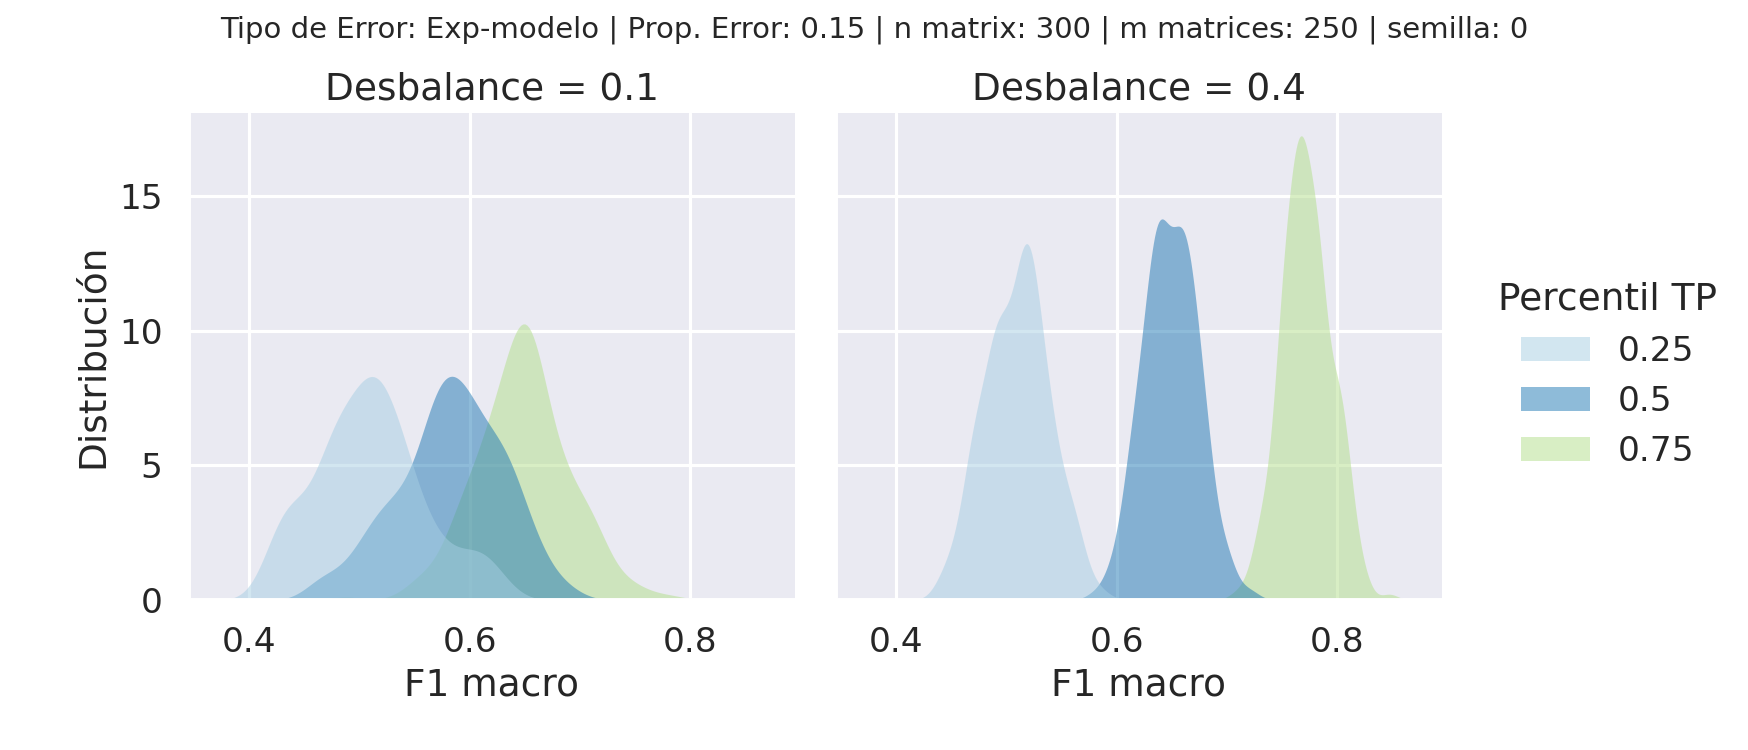 Tipo de Error: Exp-modelo | Prop. Error: 0.15 | n matrix: 300 | m matrices: 250 | semilla: 0
Desbalance = 0.1
Desbalance = 0.4
Distribución
15
10
5
0
0.4 0.6 0.8
0.4 0.6 0.8
F1 macro
F1 macro
Percentil TP
0.25
0.5
0.75